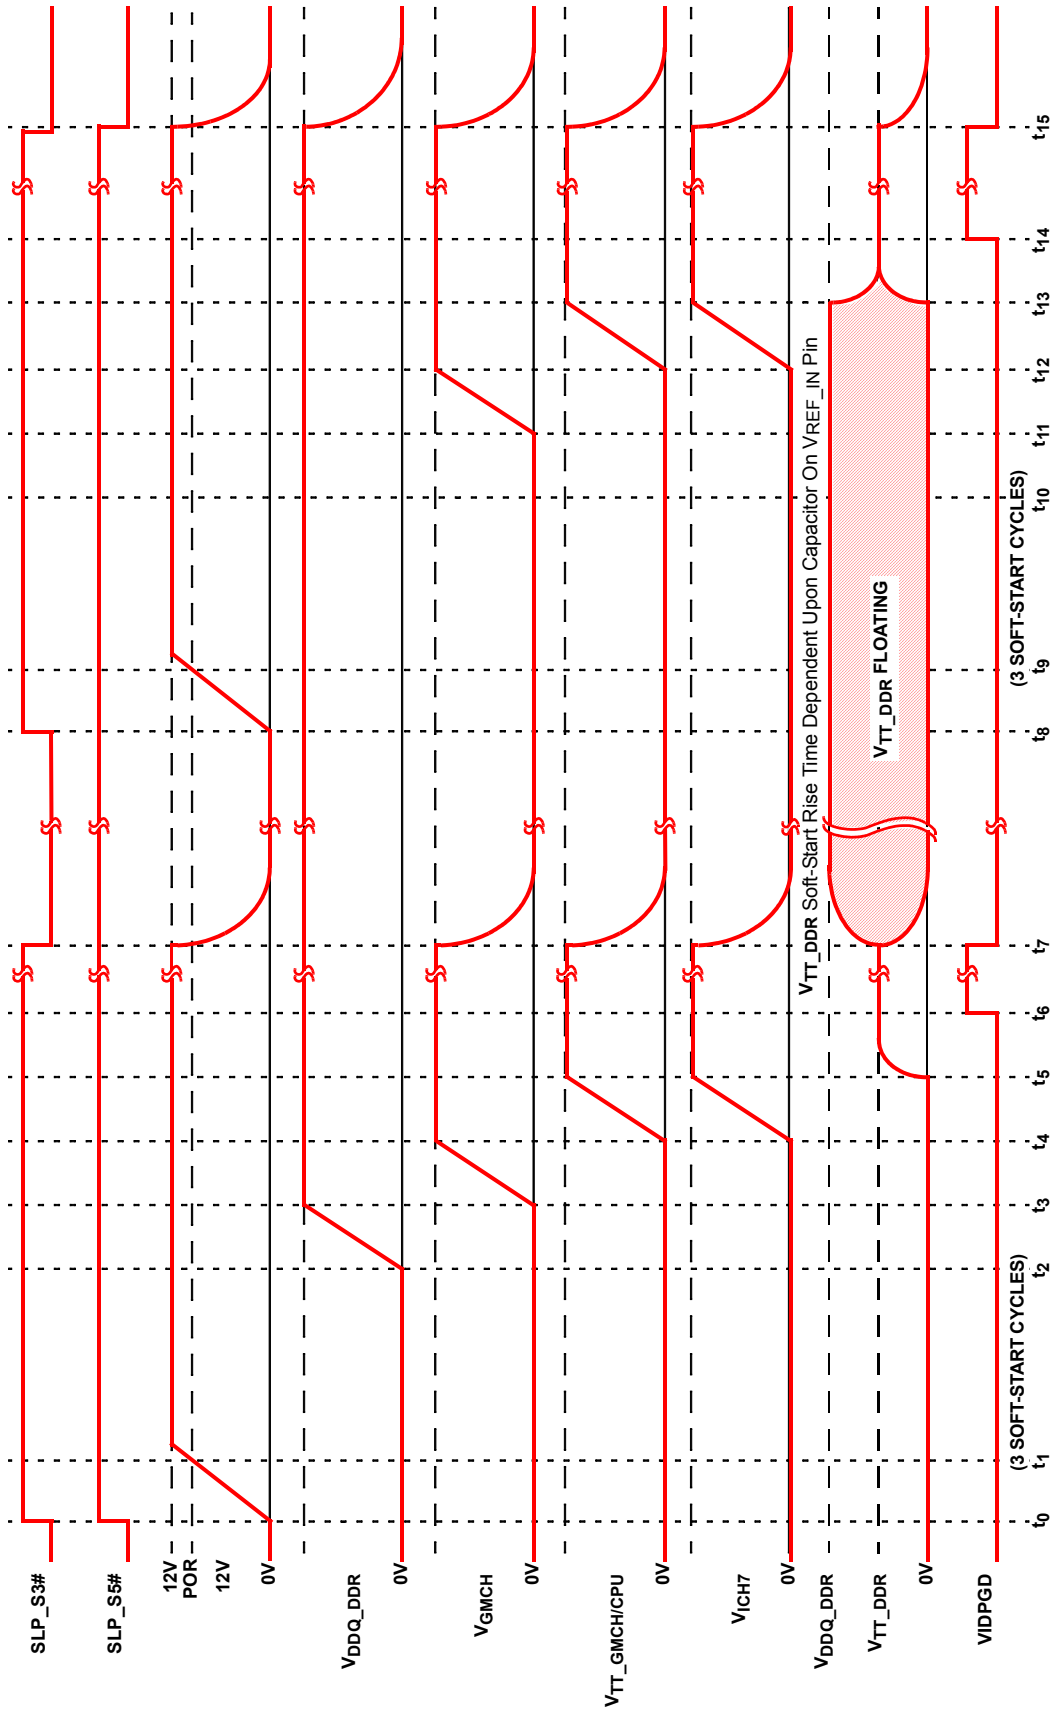 SLP_S3#
SLP_S5#
12V
POR
12V
0V
VDDQ_DDR
0V
VGMCH
0V
VTT_GMCH/CPU
0V
VICH7
0V
VTT_DDR Soft-Start Rise Time Dependent Upon Capacitor On VREF_IN Pin
VDDQ_DDR
VTT_DDR
VTT_DDR FLOATING
0V
VIDPGD
(3 SOFT-START CYCLES) (3 SOFT-START CYCLES)
t0 t1 t2 t3 t4 t5 t6 t7 t8 t9 t10 t11 t12 t13 t14 t15